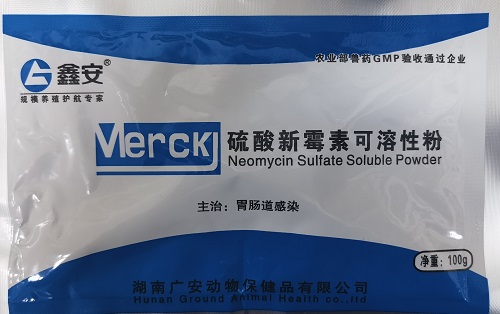 农业部兽药GMP验收通过企业
鑫安®
规模养殖护航专家
Merckj
硫酸新霉素可溶性粉
Neomycin Sulfate Soluble Powder
主治：胃肠道感染
净重：100g
湖南广安动物保健品有限公司
Hunan Ground Animal Health co.,ltd